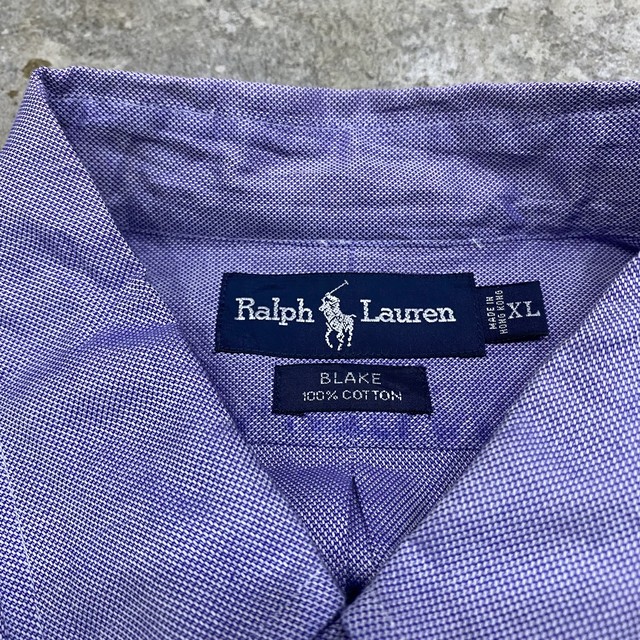 Ralph Lauren
MADE IN
HONG KONG
XL
BLAKE
100% COTTON